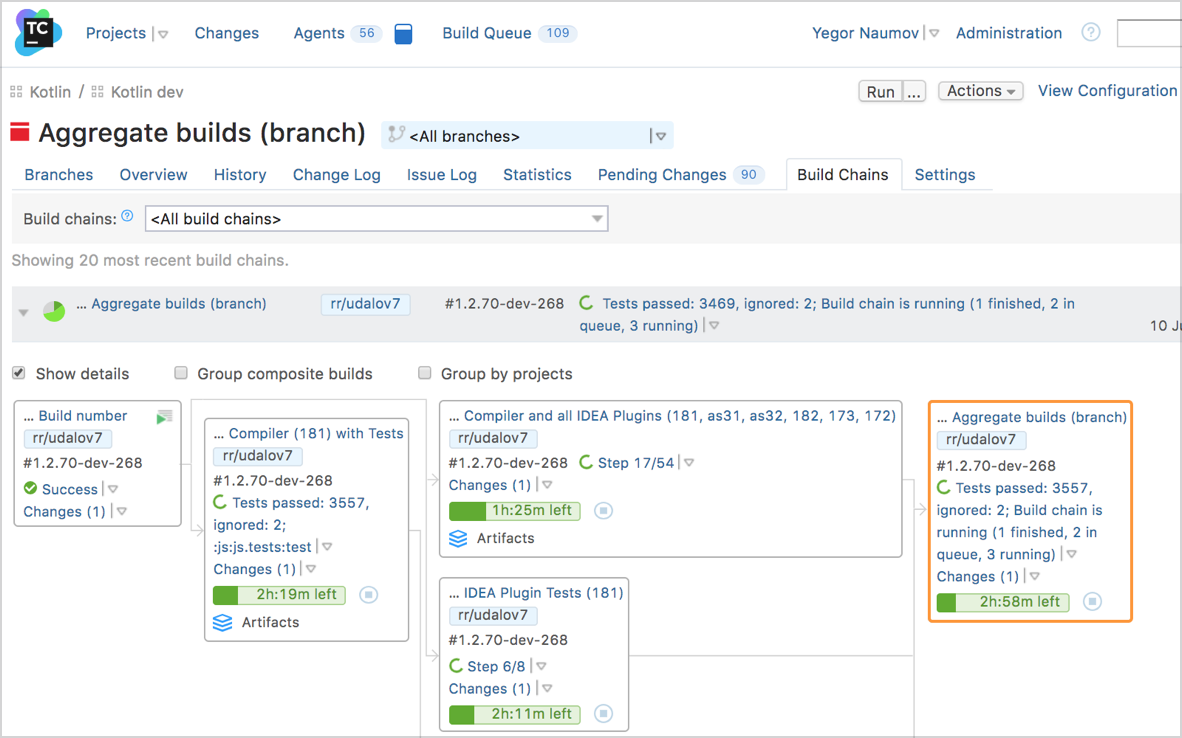 TC
Projects
Changes
Agents 56
Build Queue 109
Yegor Naumov
Administration
?
Kotlin / Kotlin dev
Run ...
Actions
View Configuration
Aggregate builds (branch)
<All branches>
Branches
Overview
History
Change Log
Issue Log
Statistics
Pending Changes 90
Build Chains
Settings
Build chains: ?
<All build chains>
Showing 20 most recent build chains.
... Aggregate builds (branch)
rr/udalov7
#1.2.70-dev-268
Tests passed: 3469, ignored: 2; Build chain is running (1 finished, 2 in
queue, 3 running)
10 Ju
Show details
Group composite builds
Group by projects
... Build number
rr/udalov7
#1.2.70-dev-268
Success
Changes (1)
... Compiler (181) with Tests
rr/udalov7
#1.2.70-dev-268
Tests passed: 3557,
ignored: 2;
:js:js.tests:test
Changes (1)
2h:19m left
Artifacts
... Compiler and all IDEA Plugins (181, as31, as32, 182, 173, 172)
rr/udalov7
#1.2.70-dev-268 Step 17/54
Changes (1)
1h:25m left
Artifacts
... IDEA Plugin Tests (181)
rr/udalov7
#1.2.70-dev-268
Step 6/8
Changes (1)
2h:11m left
... Aggregate builds (branch)
rr/udalov7
#1.2.70-dev-268
Tests passed: 3557,
ignored: 2; Build chain is
running (1 finished, 2 in
queue, 3 running)
Changes (1)
2h:58m left